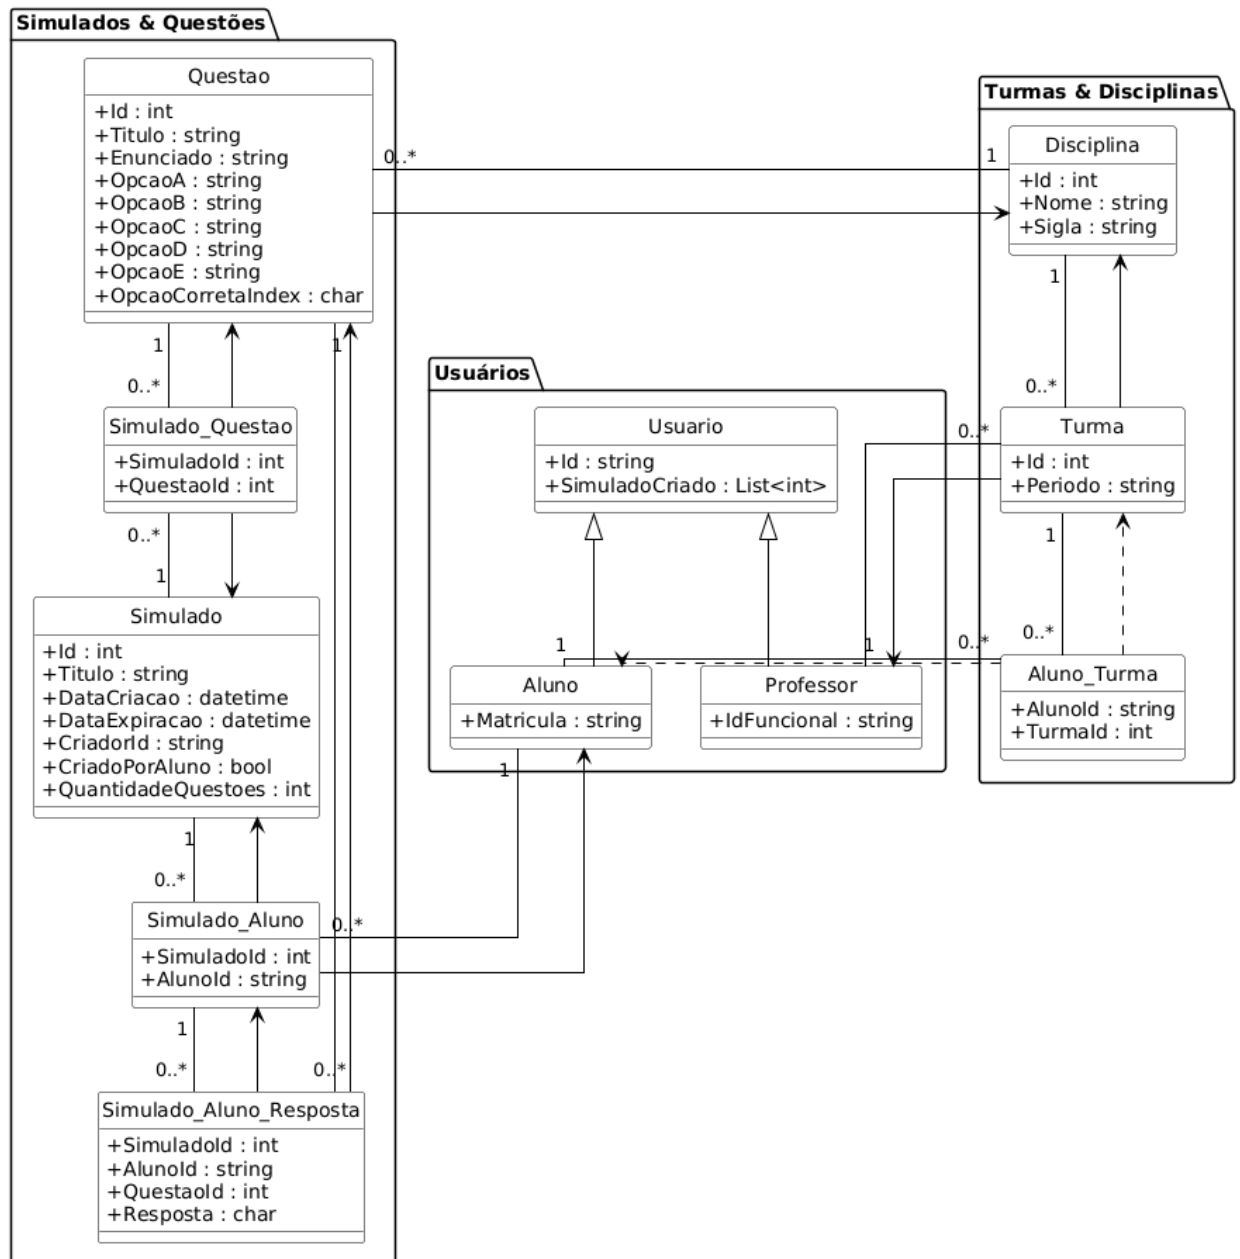 Simulados & Questões
Questao
+Id : int
+Titulo : string
+Enunciado : string
+OpcaoA : string
+OpcaoB : string
+OpcaoC : string
+OpcaoD : string
+OpcaoE : string
+OpcaoCorretaIndex : char
0..*
1
1
0..*
1
Simulado_Questao
+SimuladoId : int
+QuestaoId : int
0..*
1
Simulado
+Id : int
+Titulo : string
+DataCriacao : datetime
+DataExpiracao : datetime
+CriadorId : string
+CriadoPorAluno : bool
+QuantidadeQuestoes : int
1
0..*
Simulado_Aluno
+SimuladoId : int
+AlunoId : string
0..*
1
0..*
0..*
Simulado_Aluno_Resposta
+SimuladoId : int
+AlunoId : string
+QuestaoId : int
+Resposta : char
Usuários
Usuario
+Id : string
+SimuladoCriado : List<int>
1
1
Aluno
+Matricula : string
1
Professor
+IdFuncional : string
Turmas & Disciplinas
Disciplina
+Id : int
+Nome : string
+Sigla : string
1
0..*
0..*
Turma
+Id : int
+Periodo : string
1
0..*
0..*
Aluno_Turma
+AlunoId : string
+TurmaId : int